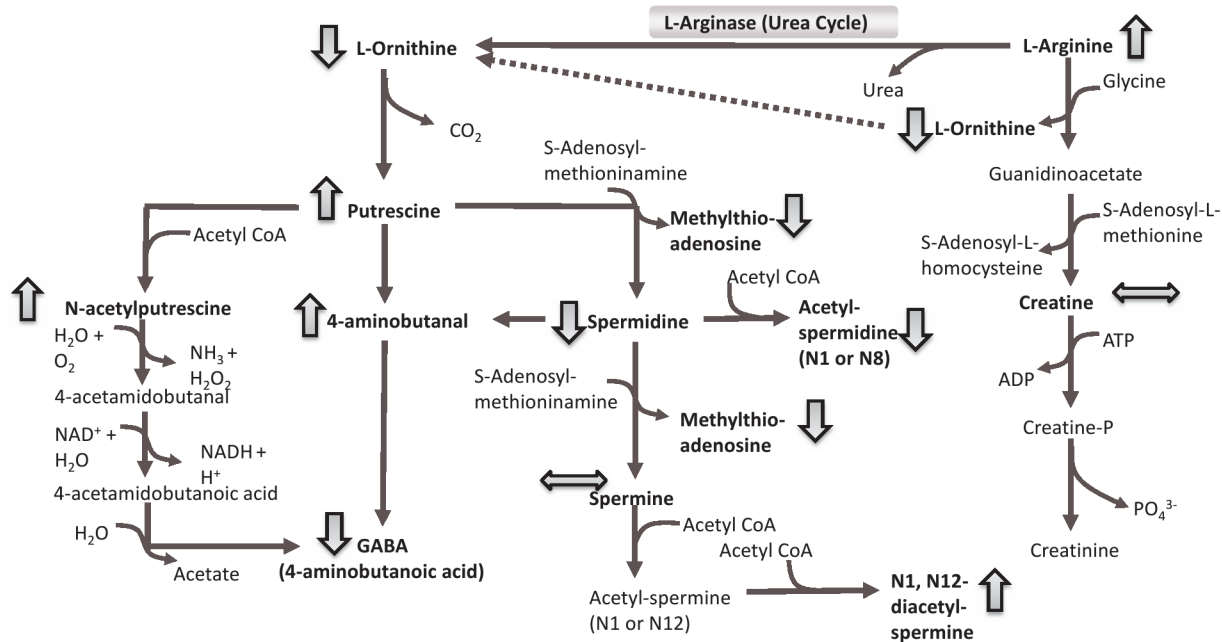 L-Arginase (Urea Cycle)
L-Ornithine
L-Arginine
Urea
Glycine
L-Ornithine
CO₂
S-Adenosyl-
methioninamine
Guanidinoacetate
Putrescine
Methylthio-
adenosine
S-Adenosyl-L-
methionine
Acetyl CoA
S-Adenosyl-L-
homocysteine
Acetyl CoA
N-acetylputrescine
4-aminobutanal
Spermidine
Acetyl-
spermidine
(N1 or N8)
Creatine
H₂O +
O₂
NH₃ +
H₂O₂
ATP
ADP
4-acetamidobutanal
S-Adenosyl-
methioninamine
Methylthio-
adenosine
Creatine-P
NAD⁺ +
H₂O
NADH +
H⁺
4-acetamidobutanoic acid
Spermine
PO₄³⁻
H₂O
Acetate
GABA
(4-aminobutanoic acid)
Acetyl CoA
Acetyl CoA
Creatinine
Acetyl-spermine
(N1 or N12)
N1, N12-
diacetyl-
spermine